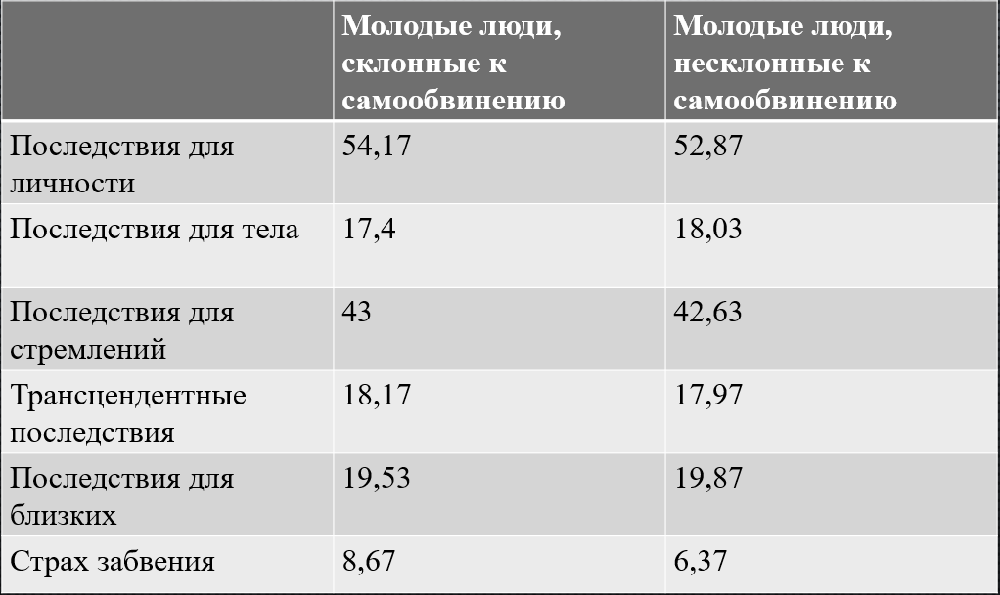 Молодые люди,
склонные к
самообвинению
Молодые люди,
несклонные к
самообвинению
Последствия для
личности
54,17
52,87
Последствия для тела
17,4
18,03
Последствия для
стремлений
43
42,63
Трансцендентные
последствия
18,17
17,97
Последствия для
близких
19,53
19,87
Страх забвения
8,67
6,37